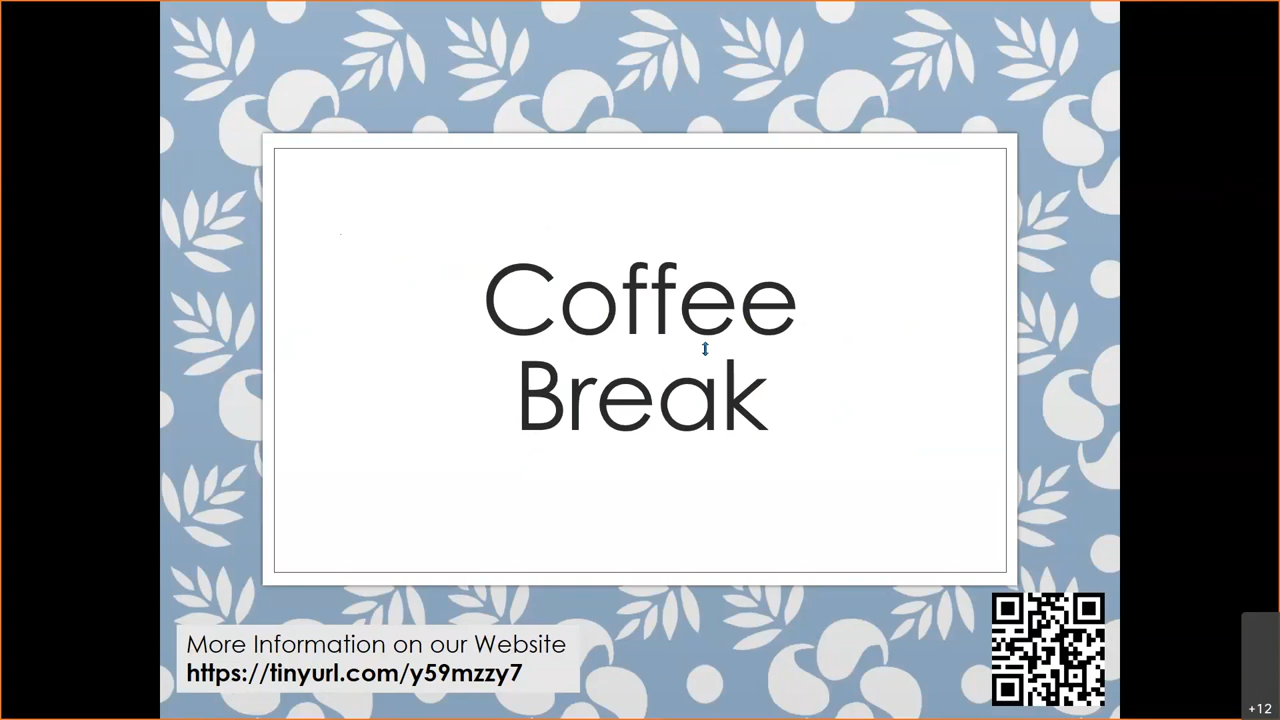 Coffee
Break
More Information on our Website
https://tinyurl.com/y59mzzy7
+12